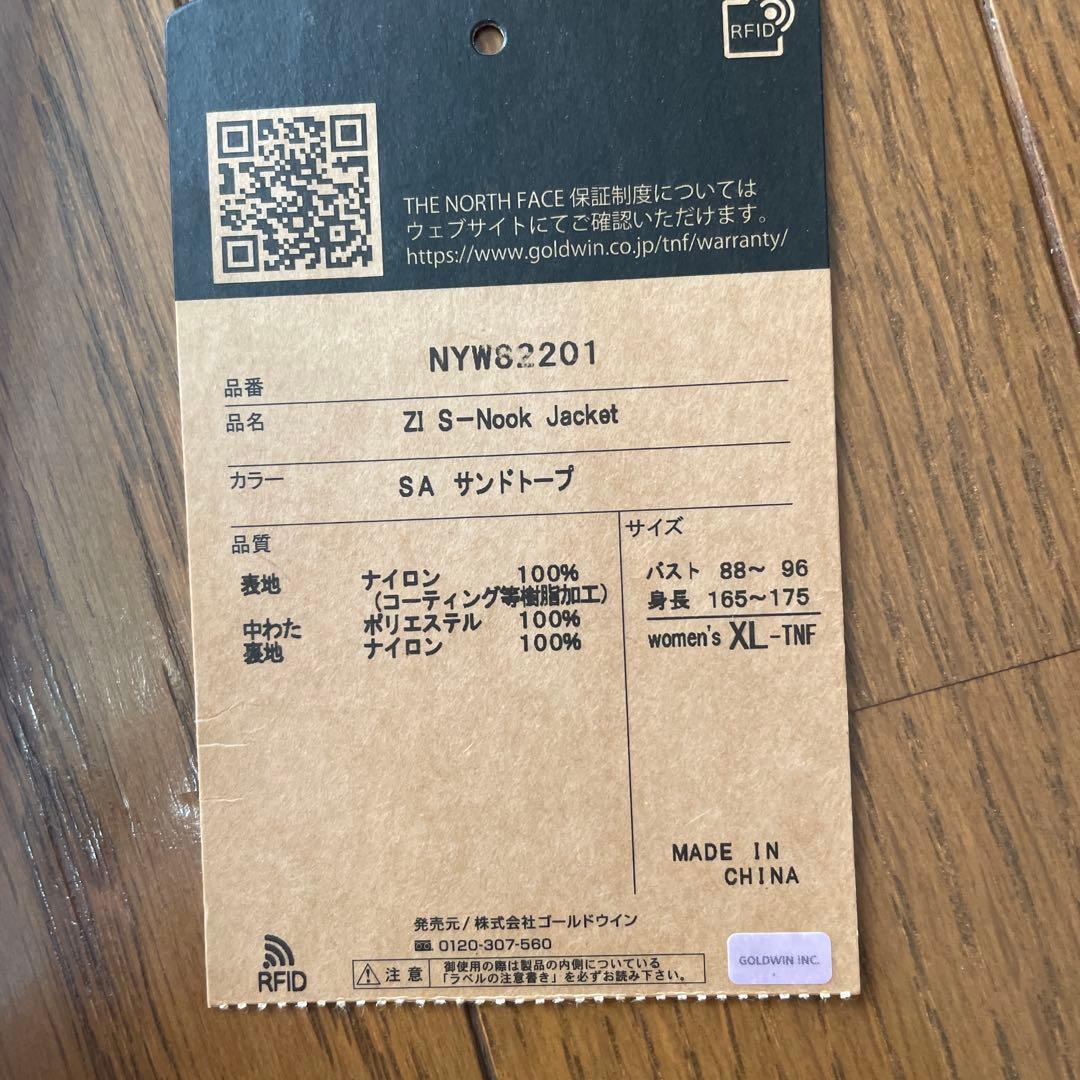 RFID
THE NORTH FACE 保証制度については
ウェブサイトにてご確認いただけます。
https://www.goldwin.co.jp/tnf/warranty/
品番 NYW82201
品名 ZI S-Nook Jacket
カラー SA サンドトープ
品質
表地 ナイロン 100%
(コーティング等樹脂加工)
中わた ポリエステル 100%
裏地 ナイロン 100%
サイズ
バスト 88～ 96
身長 165～175
women's XL-TNF
MADE IN
CHINA
発売元/株式会社ゴールドウイン
0120-307-560
RFID
注意
御使用の際は製品の内側についている
「ラベルの注意書き」を必ずお読み下さい。
GOLDWIN INC.